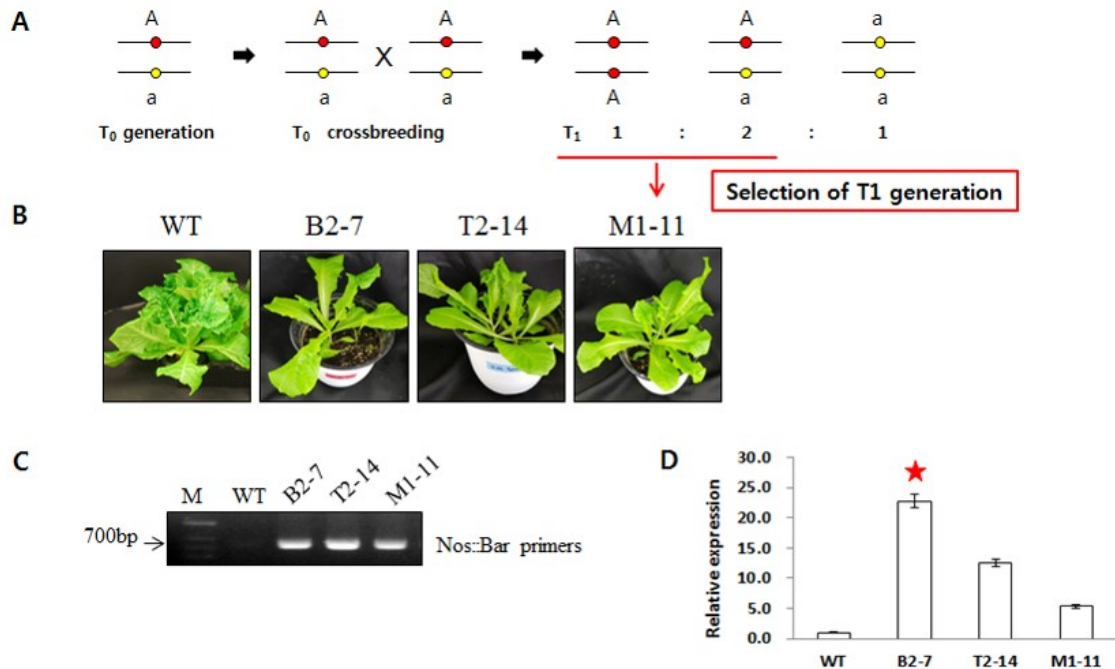 A
A A A A A a
X
a a a A a a
T0 generation T0 crossbreeding T1 1 : 2 : 1
Selection of T1 generation
B
WT B2-7 T2-14 M1-11
C
M WT B2-7 T2-14 M1-11
700bp
Nos::Bar primers
D
Relative expression
30.0
25.0
20.0
15.0
10.0
5.0
0.0
WT B2-7 T2-14 M1-11